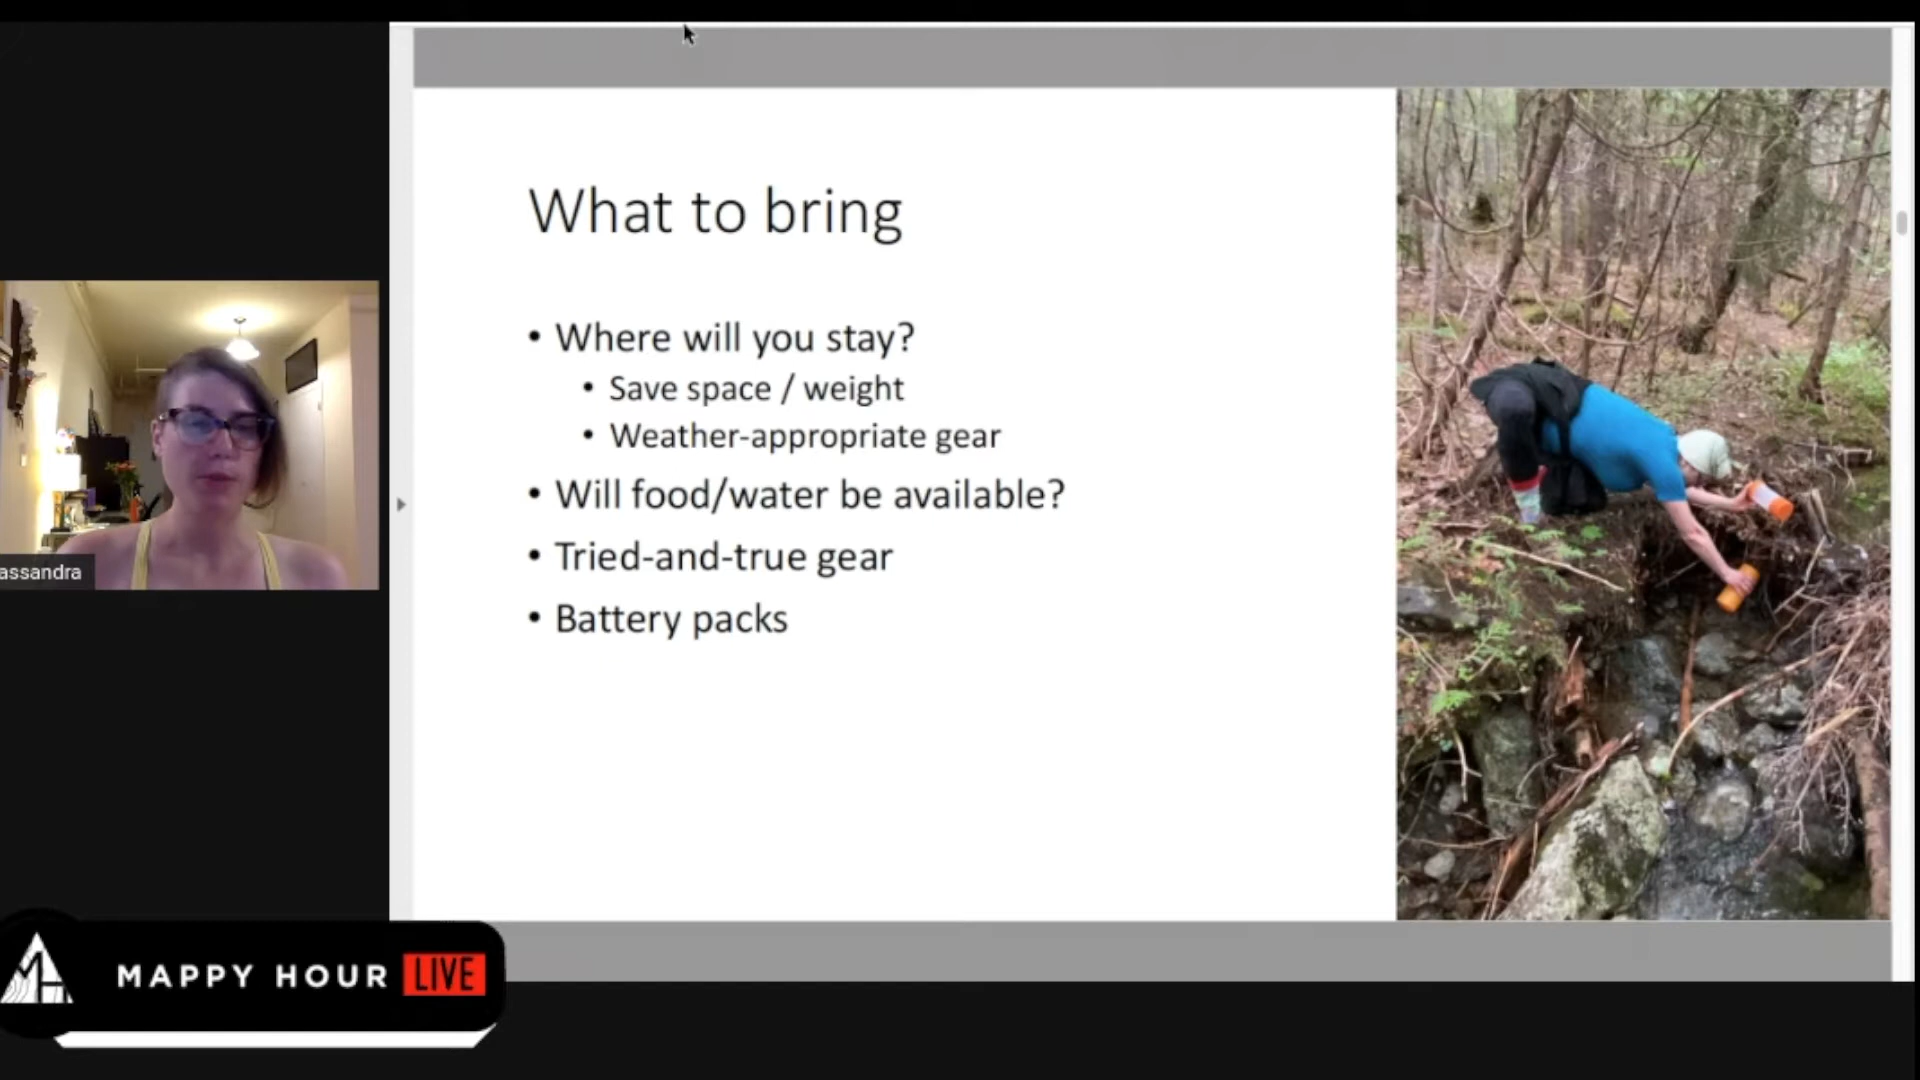 What to bring
• Where will you stay?
• Save space / weight
• Weather-appropriate gear
• Will food/water be available?
• Tried-and-true gear
• Battery packs
assandra
MH
MAPPY HOUR LIVE